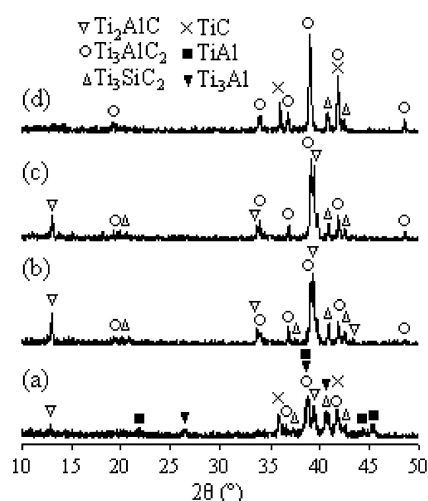 ▽ Ti₂AlC × TiC
○ Ti₃AlC₂ ■ TiAl
△ Ti₃SiC₂ ▼ Ti₃Al
(d)
(c)
(b)
(a)
10 15 20 25 30 35 40 45 50
2θ (°)